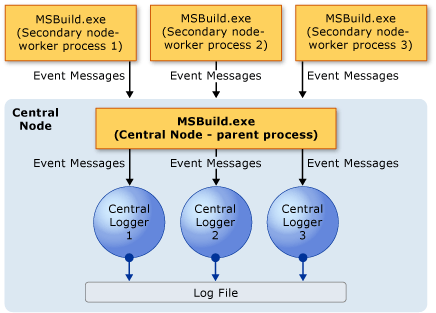 MSBuild.exe
(Secondary node-
worker process 1)
MSBuild.exe
(Secondary node-
worker process 2)
MSBuild.exe
(Secondary node-
worker process 3)
Event Messages
Event Messages
Event Messages
Central
Node
MSBuild.exe
(Central Node - parent process)
Event Messages
Event Messages
Event Messages
Central
Logger
1
Central
Logger
2
Central
Logger
3
Log File